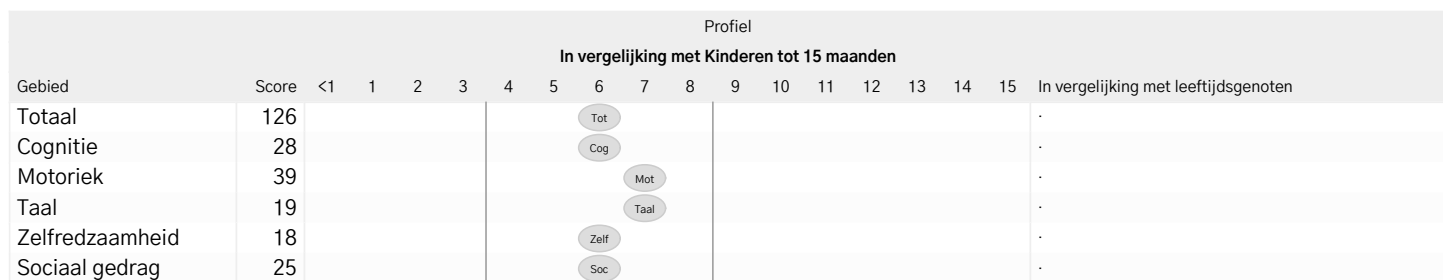 Profiel
In vergelijking met Kinderen tot 15 maanden
Gebied Score <1 1 2 3 4 5 6 7 8 9 10 11 12 13 14 15 In vergelijking met leeftijdsgenoten
Totaal 126 Tot .
Cognitie 28 Cog .
Motoriek 39 Mot .
Taal 19 Taal .
Zelfredzaamheid 18 Zelf .
Sociaal gedrag 25 Soc .